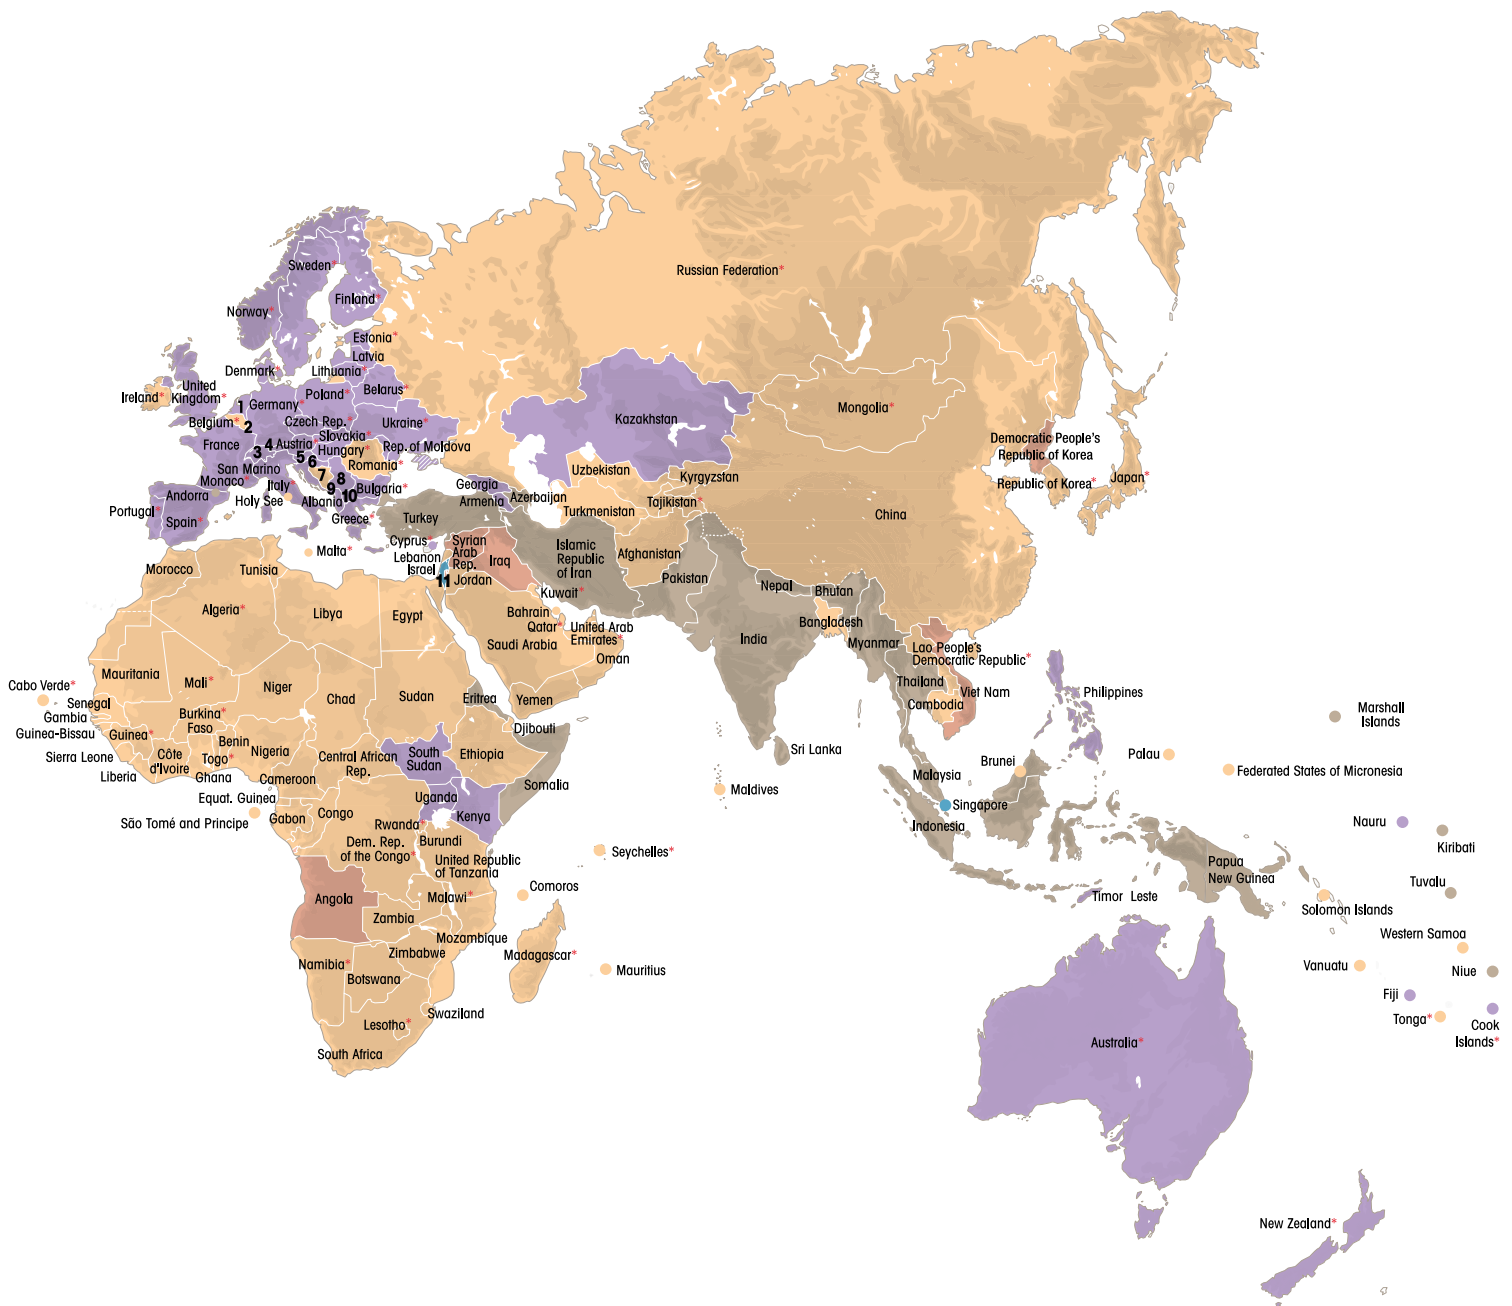 Russian Federation*
Sweden*
Finland*
Norway*
Estonia*
Latvia
Denmark*
Lithuania*
United
Kingdom*
Ireland*
Belarus*
Poland*
Germany*
1
Belgium*
2
Czech Rep.*
Ukraine*
Slovakia*
France
4
Austria*
3
Hungary*
Rep. of Moldova
5
6
Romania*
San Marino
Monaco*
7
8
Italy*
9
10
Bulgaria*
Andorra
Holy See
Albania
Portugal*
Spain*
Greece*
Georgia
Armenia
Azerbaijan
Turkey
Kazakhstan
Mongolia*
Uzbekistan
Kyrgyzstan
Turkmenistan
Tajikistan*
China
Democratic People's
Republic of Korea
Republic of Korea*
Japan*
Malta*
Cyprus*
Syrian
Arab
Rep.
Lebanon
Israel
11
Jordan
Iraq
Islamic
Republic
of Iran
Afghanistan
Pakistan
Nepal
Bhutan
Bangladesh
India
Myanmar
Kuwait*
Bahrain
Qatar*
United Arab
Emirates*
Saudi Arabia
Oman
Yemen
Morocco
Tunisia
Algeria*
Libya
Egypt
Mauritania
Mali*
Niger
Chad
Sudan
Eritrea
Djibouti
Cabo Verde*
Senegal
Gambia
Guinea-Bissau
Guinea*
Burkina*
Faso
Sierra Leone
Liberia
Côte
d'Ivoire
Ghana
Togo*
Benin
Nigeria
Cameroon
Central African
Rep.
South
Sudan
Ethiopia
Somalia
Equat. Guinea
São Tomé and Principe
Gabon
Congo
Uganda
Kenya
Rwanda*
Burundi
Dem. Rep.
of the Congo*
United Republic
of Tanzania
Angola
Zambia
Malawi*
Mozambique
Zimbabwe
Namibia*
Botswana
Swaziland
Lesotho*
South Africa
Seychelles*
Comoros
Madagascar*
Mauritius
Lao People's
Democratic Republic*
Thailand
Viet Nam
Cambodia
Philippines
Sri Lanka
Maldives
Malaysia
Brunei
Singapore
Indonesia
Palau
Marshall
Islands
Federated States of Micronesia
Nauru
Kiribati
Papua
New Guinea
Tuvalu
Timor Leste
Solomon Islands
Western Samoa
Vanuatu
Niue
Fiji
Tonga*
Cook
Islands*
Australia*
New Zealand*